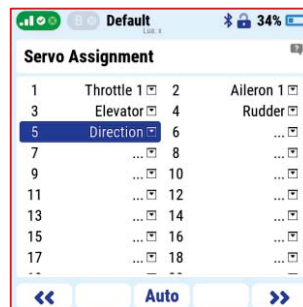 B Default 34%
Lua: x
Servo Assignment ?
1 Throttle 1 2 Aileron 1
3 Elevator 4 Rudder
5 Direction 6 ...
7 ... 8 ...
9 ... 10 ...
11 ... 12 ...
13 ... 14 ...
15 ... 16 ...
17 ... 18 ...
<< Auto >>